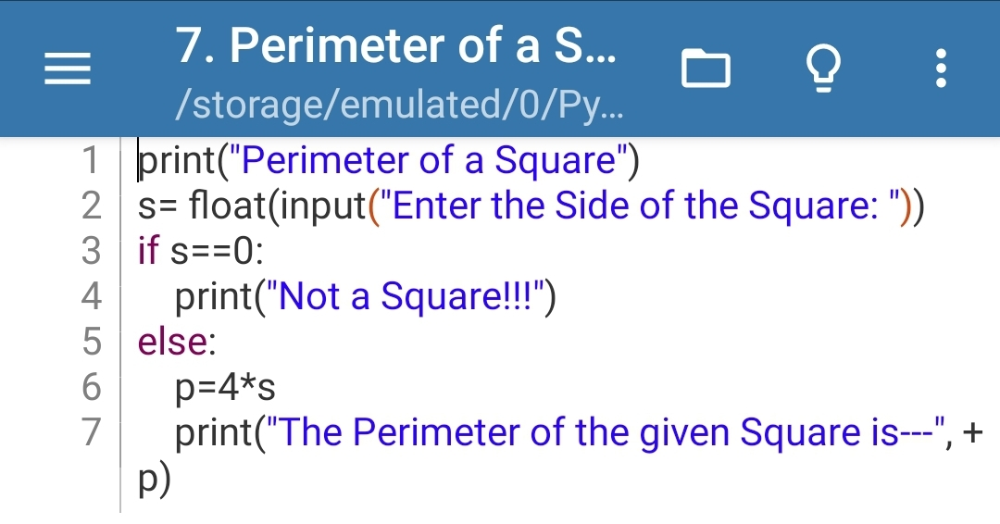 7. Perimeter of a S...
/storage/emulated/0/Py...
1 print("Perimeter of a Square")
2 s= float(input("Enter the Side of the Square: "))
3 if s==0:
4     print("Not a Square!!!")
5 else:
6     p=4*s
7     print("The Perimeter of the given Square is---", +
p)